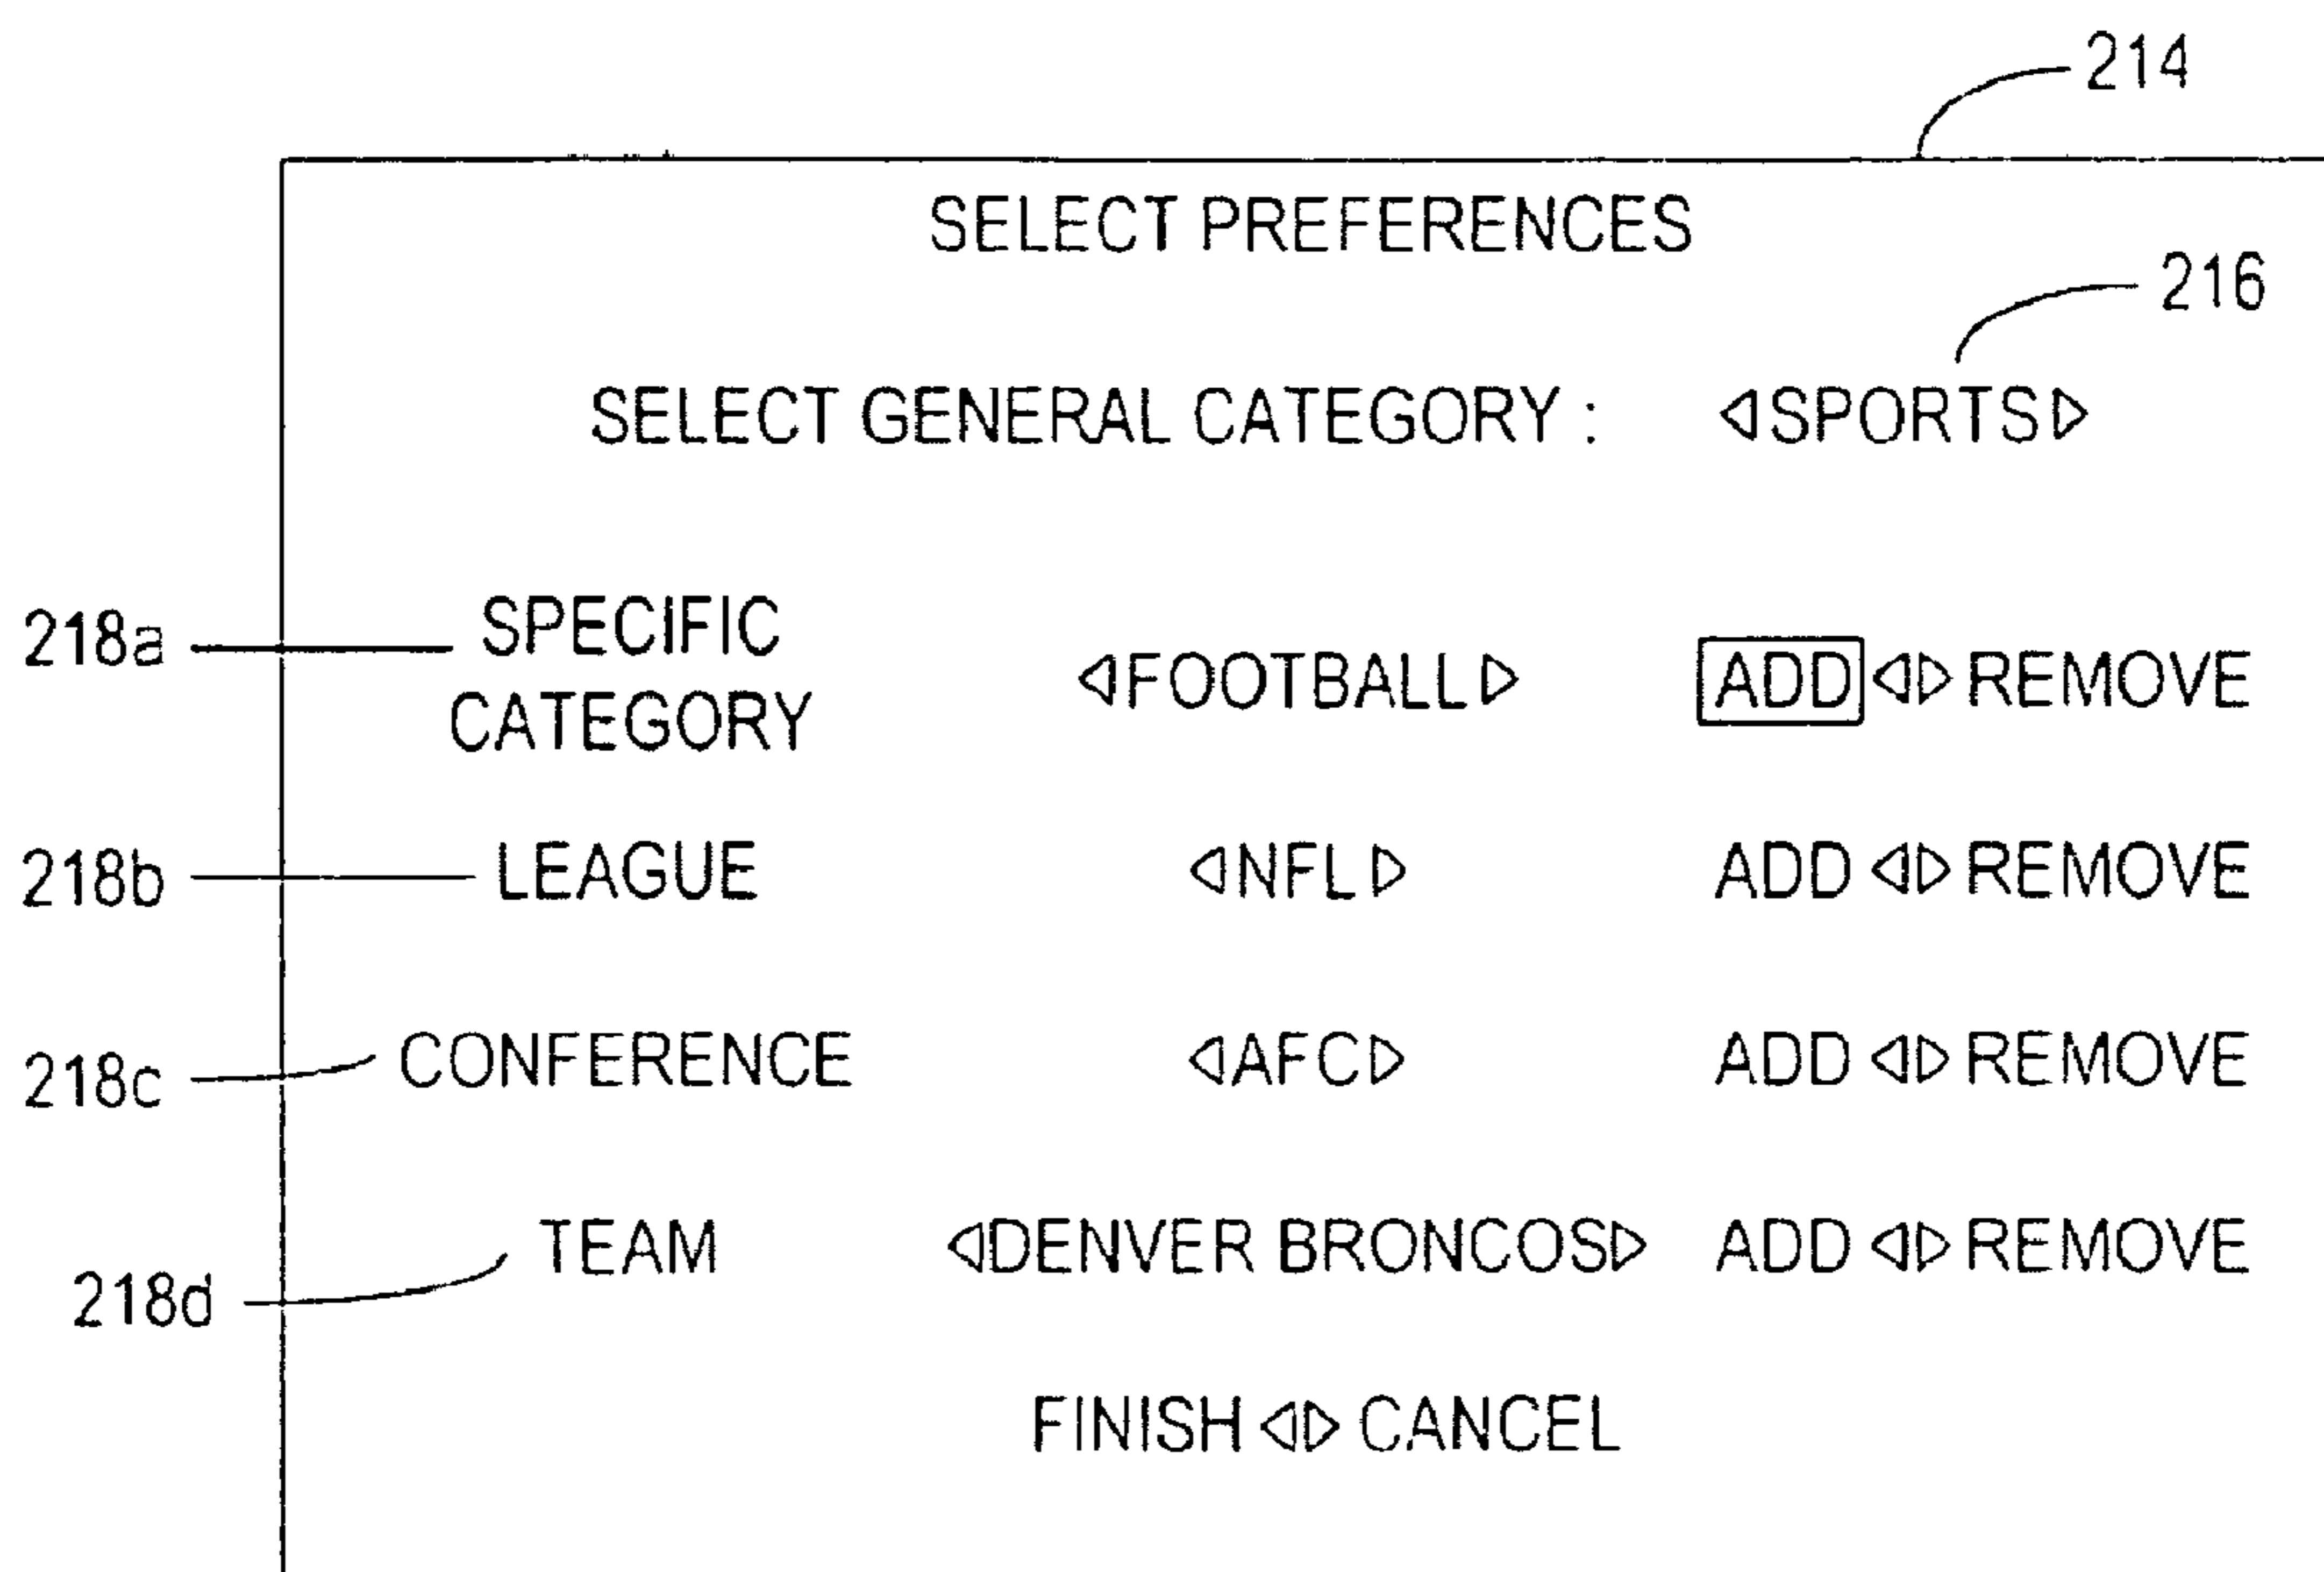 214
SELECT PREFERENCES
216
SELECT GENERAL CATEGORY : ◁SPORTS▷
218a SPECIFIC CATEGORY ◁FOOTBALL▷ ADD ◁▷ REMOVE
218b LEAGUE ◁NFL▷ ADD ◁▷ REMOVE
218c CONFERENCE ◁AFC▷ ADD ◁▷ REMOVE
218d TEAM ◁DENVER BRONCOS▷ ADD ◁▷ REMOVE
FINISH ◁▷ CANCEL